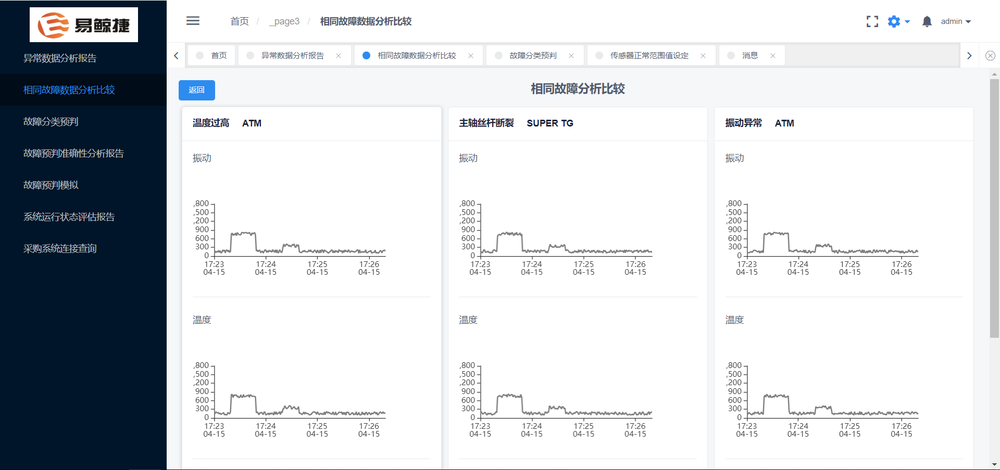 易鲸捷
异常数据分析报告
相同故障数据分析比较
故障分类预判
故障预判准确性分析报告
故障预判模拟
系统运行状态评估报告
采购系统连接查询
首页 / _page3 / 相同故障数据分析比较
admin
首页 异常数据分析报告 相同故障数据分析比较 故障分类预判 传感器正常范围值设定 消息
返回
相同故障分析比较
温度过高 ATM
振动
,800
,500
,200
900
600
300
0
17:23 17:24 17:25 17:26
04-15 04-15 04-15 04-15
温度
,800
,500
,200
900
600
300
0
17:23 17:24 17:25 17:26
04-15 04-15 04-15 04-15
主轴丝杆断裂 SUPER TG
振动
,800
,500
,200
900
600
300
0
17:23 17:24 17:25 17:26
04-15 04-15 04-15 04-15
温度
,800
,500
,200
900
600
300
0
17:23 17:24 17:25 17:26
04-15 04-15 04-15 04-15
振动异常 ATM
振动
,800
,500
,200
900
600
300
0
17:23 17:24 17:25 17:26
04-15 04-15 04-15 04-15
温度
,800
,500
,200
900
600
300
0
17:23 17:24 17:25 17:26
04-15 04-15 04-15 04-15